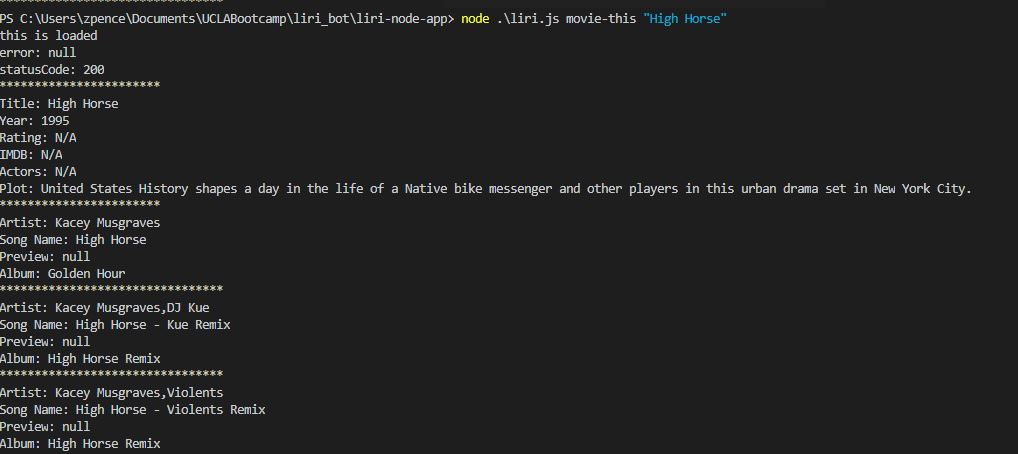 *******************************
PS C:\Users\zpence\Documents\UCLABootcamp\liri_bot\liri-node-app> node .\liri.js movie-this "High Horse"
this is loaded
error: null
statusCode: 200
***********************
Title: High Horse
Year: 1995
Rating: N/A
IMDB: N/A
Actors: N/A
Plot: United States History shapes a day in the life of a Native bike messenger and other players in this urban drama set in New York City.
***********************
Artist: Kacey Musgraves
Song Name: High Horse
Preview: null
Album: Golden Hour
********************************
Artist: Kacey Musgraves,DJ Kue
Song Name: High Horse - Kue Remix
Preview: null
Album: High Horse Remix
********************************
Artist: Kacey Musgraves,Violents
Song Name: High Horse - Violents Remix
Preview: null
Album: High Horse Remix